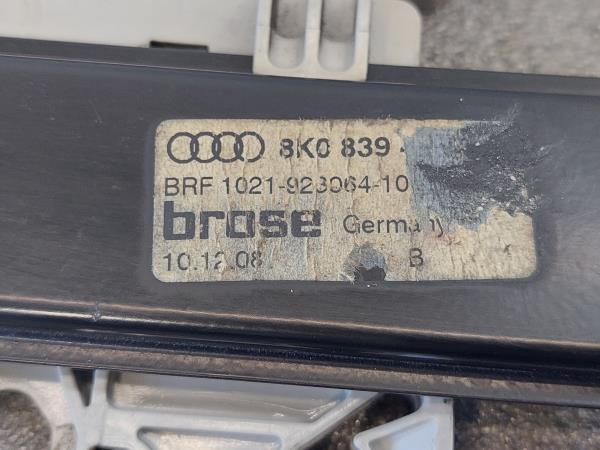 8K0 839
BRF 1021-923064-10
brose Germany
10.12.08 B